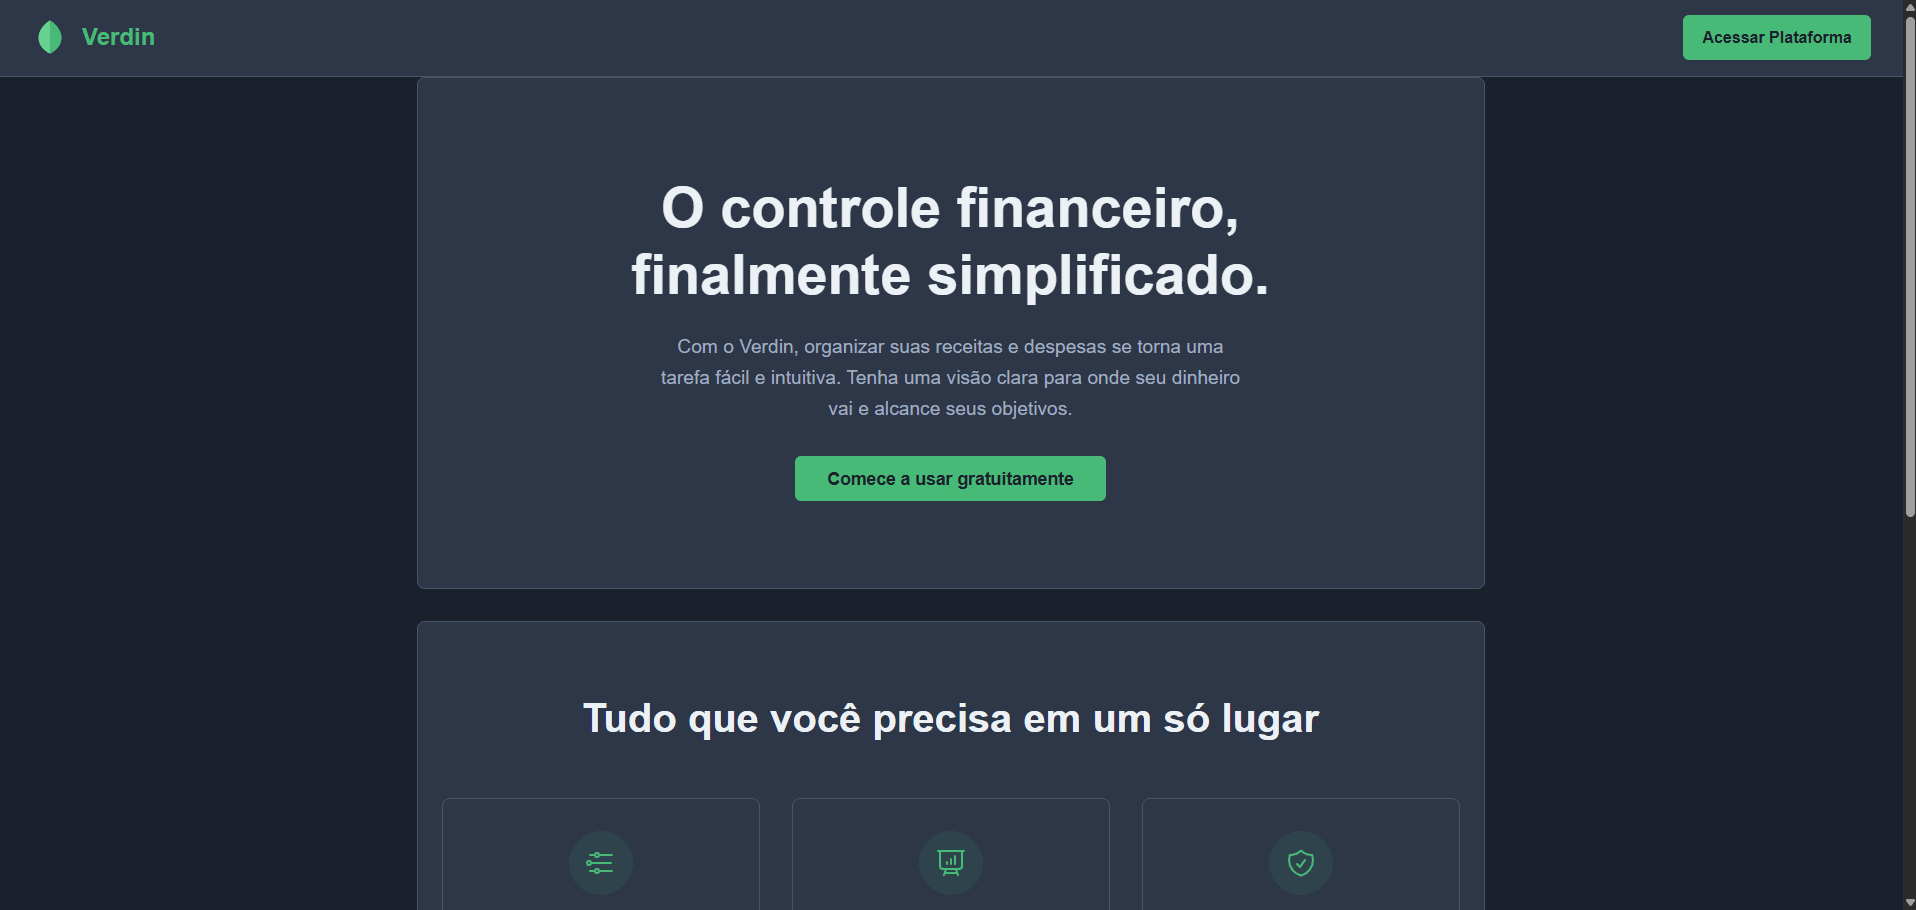 Verdin
Acessar Plataforma
O controle financeiro,
finalmente simplificado.
Com o Verdin, organizar suas receitas e despesas se torna uma
tarefa fácil e intuitiva. Tenha uma visão clara para onde seu dinheiro
vai e alcance seus objetivos.
Comece a usar gratuitamente
Tudo que você precisa em um só lugar